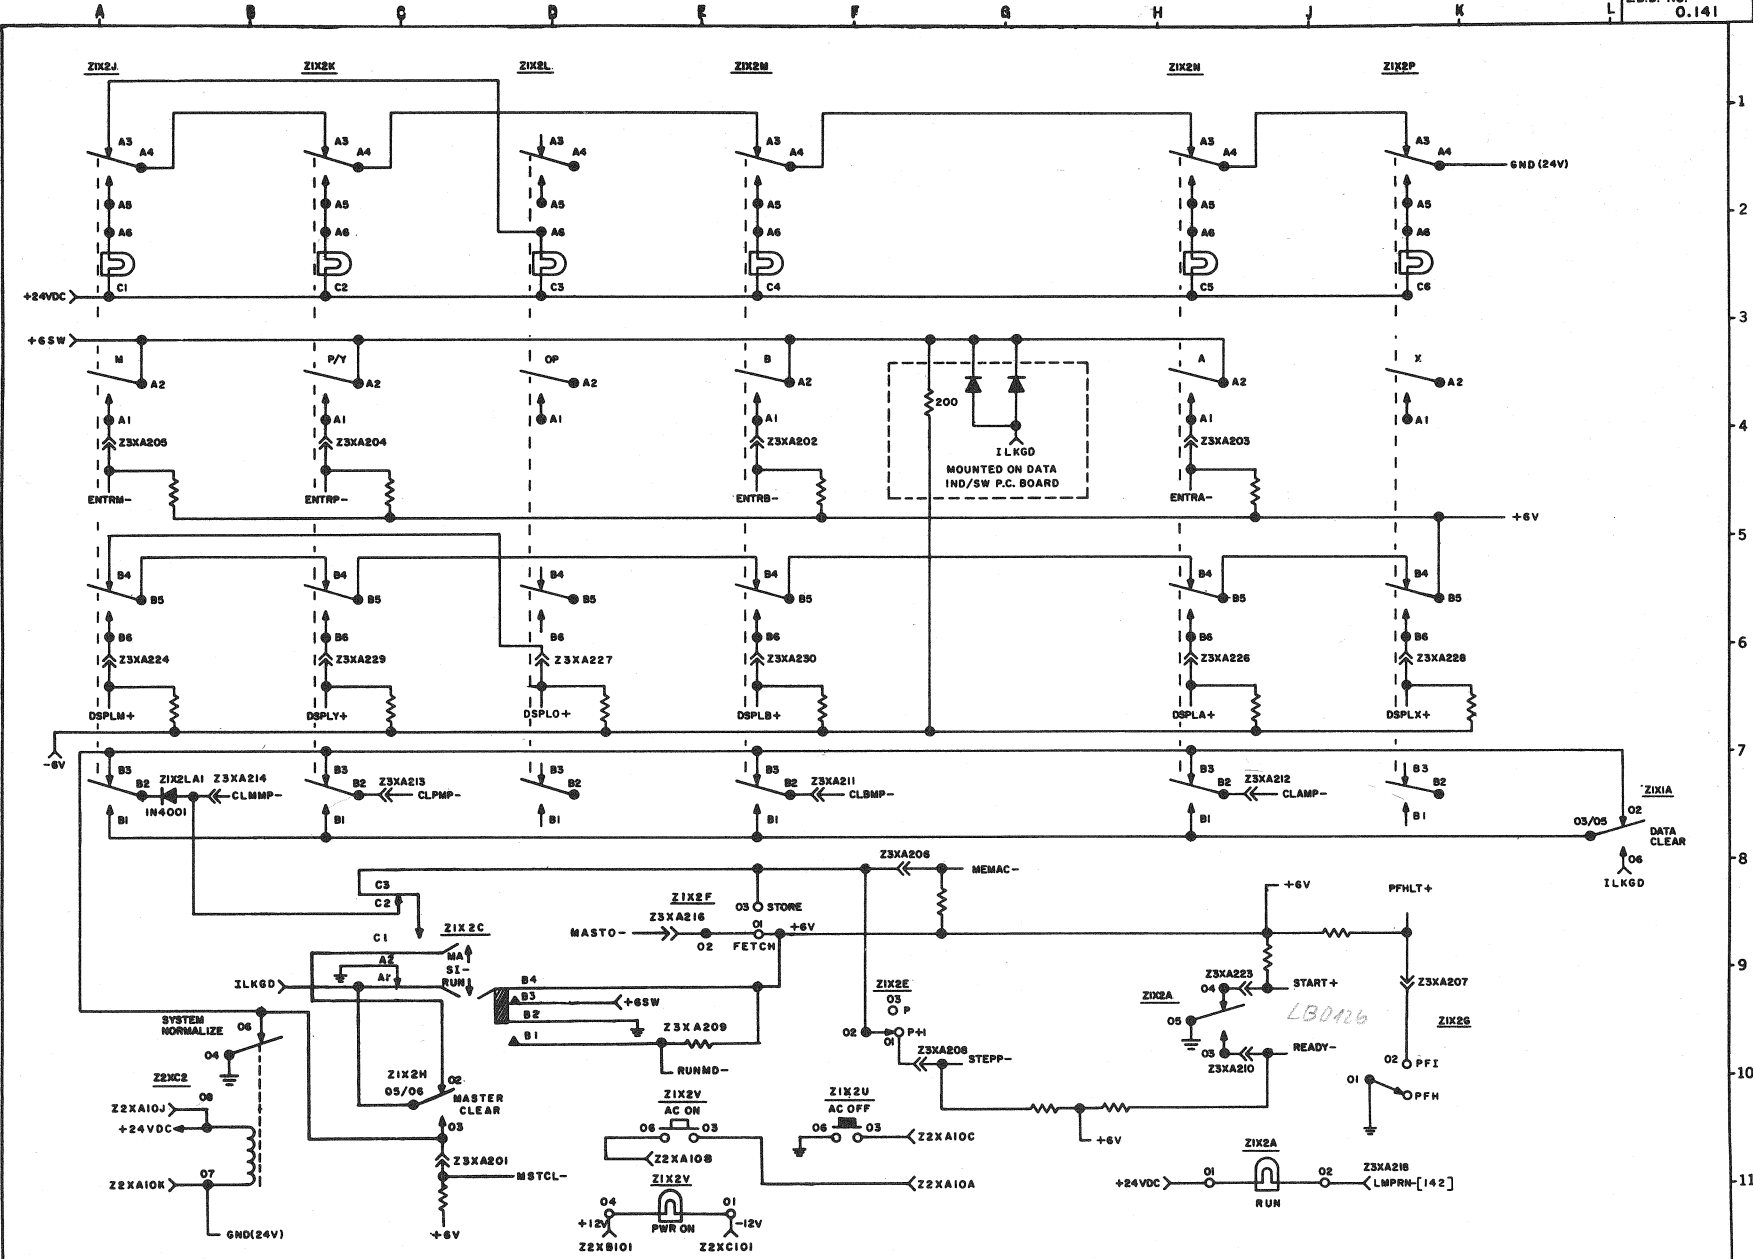 A B C D E F G H J K L
0.141
Z1X2J Z1X2K Z1X2L Z1X2M Z1X2N Z1X2P
1
A3 A4 A3 A4 A3 A4 A3 A4 A3 A4 A3 A4 GND(24V)
A5 A5 A5 A5 A5 A5 2
A6 A6 A6 A6 A6 A6
+24VDC C1 C2 C3 C4 C5 C6
3
+6SW
M P/Y OP B A X
A2 A2 A2 A2 A2 A2
200
A1 A1 A1 A1 A1 A1 4
Z3XA205 Z3XA204 Z3XA202 Z3XA203
ILKGD
MOUNTED ON DATA
IND/SW P.C. BOARD
ENTRM- ENTRP- ENTRB- ENTRA-
+6V
5
B4 B4 B4 B4 B4 B4
B5 B5 B5 B5 B5 B5
B6 B6 B6 B6 B6 B6 6
Z3XA224 Z3XA229 Z3XA227 Z3XA230 Z3XA226 Z3XA228
DSPLM+ DSPLY+ DSPLO+ DSPLB+ DSPLA+ DSPLX+
7
-6V
B3 B3 B3 B3 B3 B3
B2 Z1X2LA1 Z3XA214 B2 Z3XA213 B2 B2 Z3XA211 B2 Z3XA212 B2 Z1X1A
CLMMP- CLPMP- CLBMP- CLAMP-
1N4001
02
B1 B1 B1 B1 B1 B1 03/05
DATA
CLEAR
8
Z3XA206
MEMAC-
06
ILKGD
C3
C2
Z1X2F
03 STORE
+6V PFHLT+
Z3XA216
01
MASTO- 02 FETCH +6V
C1 Z1X2C
MA
SI-
RUN
A2
A1
9
ILKGD
B4
B3 +6SW
B2
B1
Z3XA209
RUNMD-
Z1X2E
03
P
02 P+1
01
Z3XA208
STEPP-
Z3XA223
04 START+
Z1X2A
05
LBD126
03 READY-
Z3XA210
Z3XA207
Z1X2G
02 PFI
01
PFH
10
SYSTEM
NORMALIZE
06
04
Z2XC2
08
Z2XA10J
+24VDC
07
Z2XA10K
GND(24V)
Z1X2H
05/06 02
MASTER
CLEAR
03
Z3XA201
MSTCL-
+6V
Z1X2V
AC ON
06 03
Z2XA10B
Z1X2U
AC OFF
06 03 Z2XA10C
Z2XA10A
+6V
Z1X2V
04 01
+12V PWR ON -12V
Z2XB101 Z2XC101
Z1X2A
+24VDC 01 02 Z3XA218
LMPRN-[142]
RUN
11